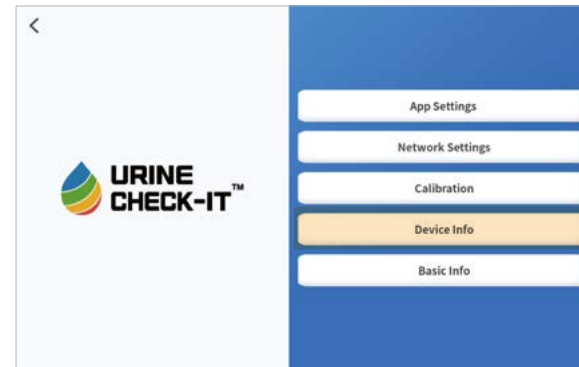 URINE
CHECK-IT™
App Settings
Network Settings
Calibration
Device Info
Basic Info